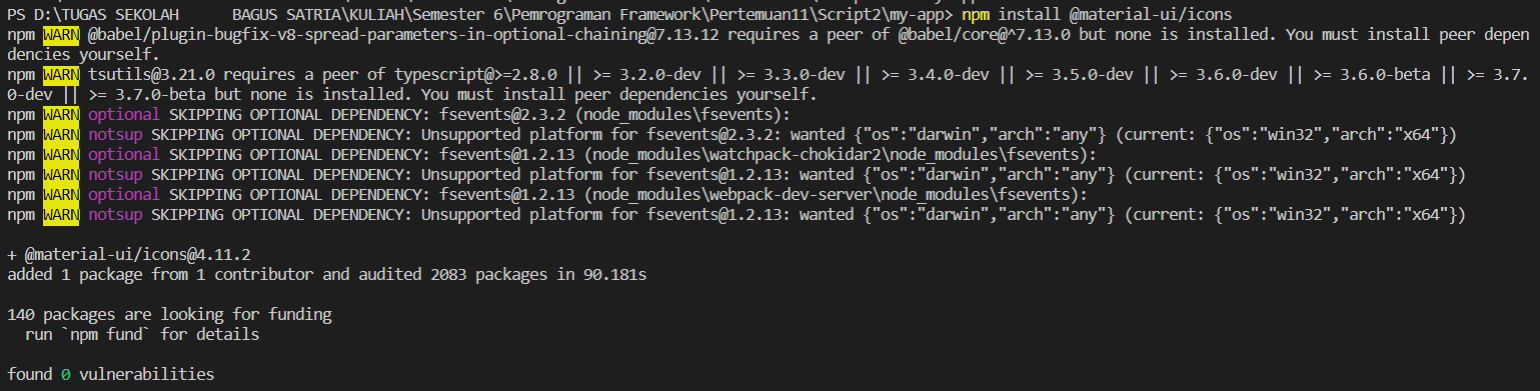 PS D:\TUGAS SEKOLAH      BAGUS SATRIA\KULIAH\Semester 6\Pemrograman Framework\Pertemuan11\Script2\my-app> npm install @material-ui/icons
npm WARN @babel/plugin-bugfix-v8-spread-parameters-in-optional-chaining@7.13.12 requires a peer of @babel/core@^7.13.0 but none is installed. You must install peer depen
dencies yourself.
npm WARN tsutils@3.21.0 requires a peer of typescript@>=2.8.0 || >= 3.2.0-dev || >= 3.3.0-dev || >= 3.4.0-dev || >= 3.5.0-dev || >= 3.6.0-dev || >= 3.6.0-beta || >= 3.7.
0-dev || >= 3.7.0-beta but none is installed. You must install peer dependencies yourself.
npm WARN optional SKIPPING OPTIONAL DEPENDENCY: fsevents@2.3.2 (node_modules\fsevents):
npm WARN notsup SKIPPING OPTIONAL DEPENDENCY: Unsupported platform for fsevents@2.3.2: wanted {"os":"darwin","arch":"any"} (current: {"os":"win32","arch":"x64"})
npm WARN optional SKIPPING OPTIONAL DEPENDENCY: fsevents@1.2.13 (node_modules\watchpack-chokidar2\node_modules\fsevents):
npm WARN notsup SKIPPING OPTIONAL DEPENDENCY: Unsupported platform for fsevents@1.2.13: wanted {"os":"darwin","arch":"any"} (current: {"os":"win32","arch":"x64"})
npm WARN optional SKIPPING OPTIONAL DEPENDENCY: fsevents@1.2.13 (node_modules\webpack-dev-server\node_modules\fsevents):
npm WARN notsup SKIPPING OPTIONAL DEPENDENCY: Unsupported platform for fsevents@1.2.13: wanted {"os":"darwin","arch":"any"} (current: {"os":"win32","arch":"x64"})
+ @material-ui/icons@4.11.2
added 1 package from 1 contributor and audited 2083 packages in 90.181s
140 packages are looking for funding
  run `npm fund` for details
found 0 vulnerabilities